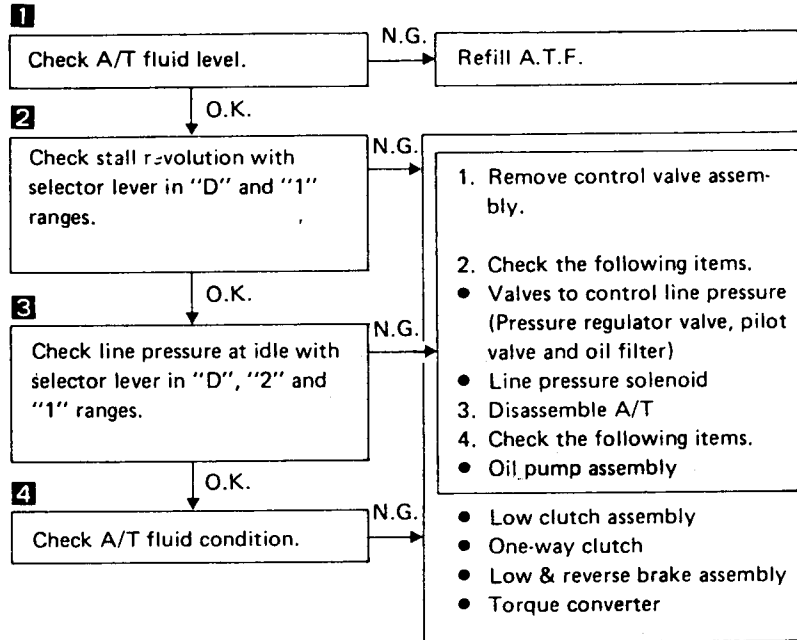 1
Check A/T fluid level.
N.G.
Refill A.T.F.
O.K.
2
Check stall revolution with
selector lever in "D" and "1"
ranges.
N.G.
1. Remove control valve assem-
bly.
2. Check the following items.
● Valves to control line pressure
(Pressure regulator valve, pilot
valve and oil filter)
● Line pressure solenoid
3. Disassemble A/T
4. Check the following items.
● Oil pump assembly
● Low clutch assembly
● One-way clutch
● Low & reverse brake assembly
● Torque converter
O.K.
3
Check line pressure at idle with
selector lever in "D", "2" and
"1" ranges.
N.G.
O.K.
4
Check A/T fluid condition.
N.G.